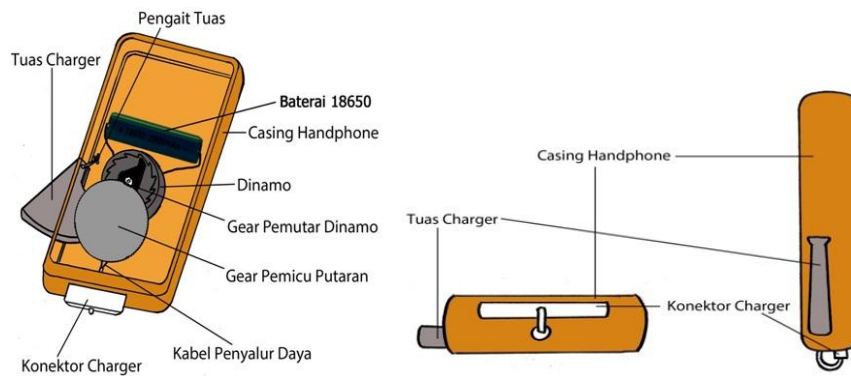 Pengait Tuas
Tuas Charger
Baterai 18650
Casing Handphone
Dinamo
Gear Pemutar Dinamo
Gear Pemicu Putaran
Konektor Charger
Kabel Penyalur Daya
Casing Handphone
Tuas Charger
Konektor Charger